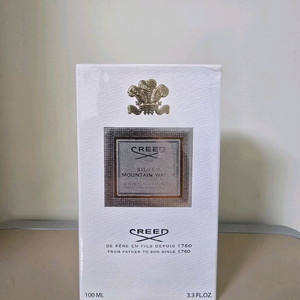 CREED
SILVER
MOUNTAIN WATER
CREED
DE PÈRE EN FILS DEPUIS 1760
FROM FATHER TO SON SINCE 1760
100 ML 3.3 FL.OZ.